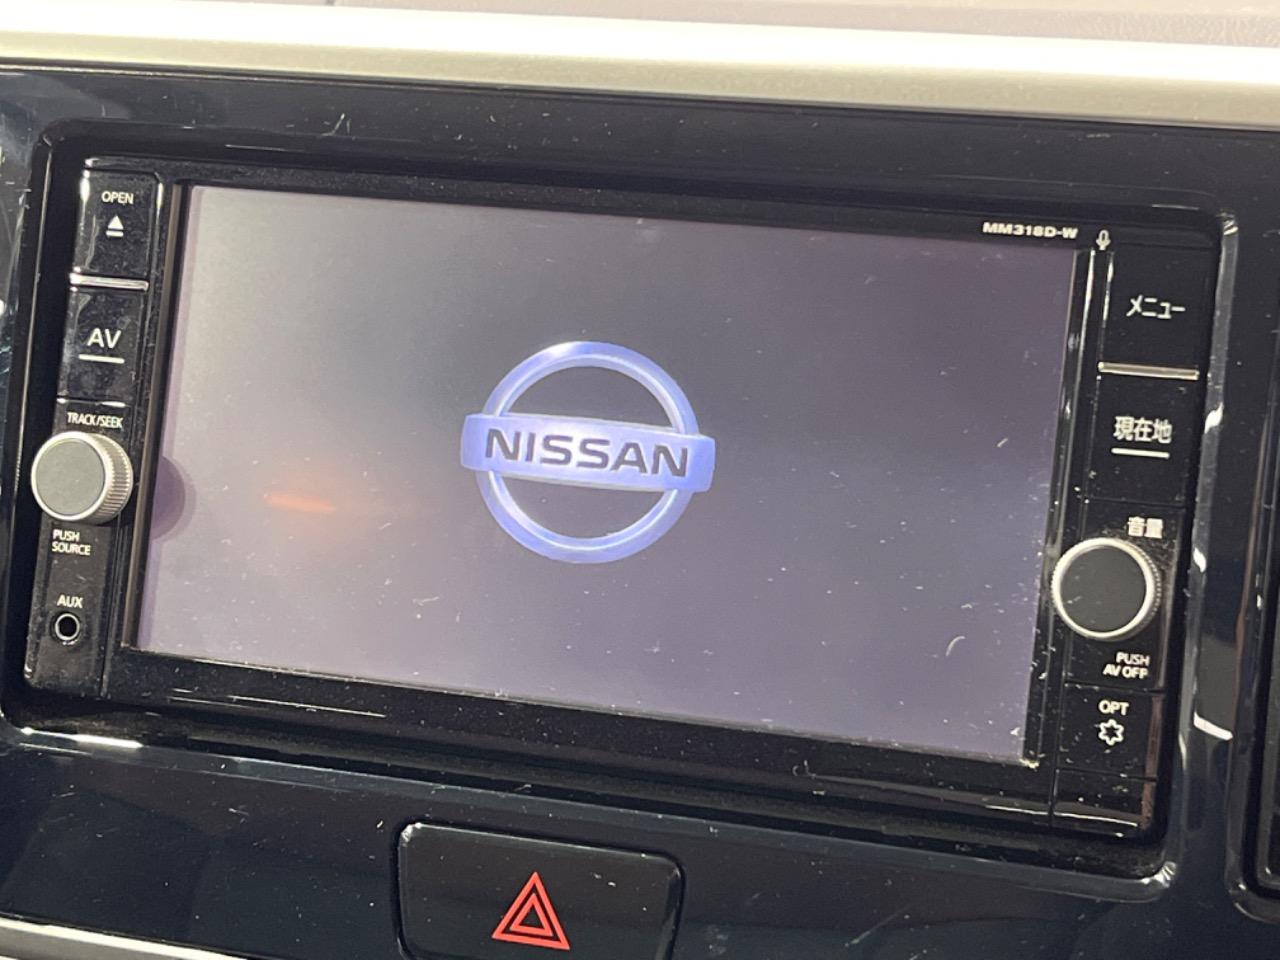 OPEN
AV
TRACK/SEEK
PUSH
SOURCE
AUX
NISSAN
MM318D-W
メニュー
現在地
音量
PUSH
AV OFF
OPT